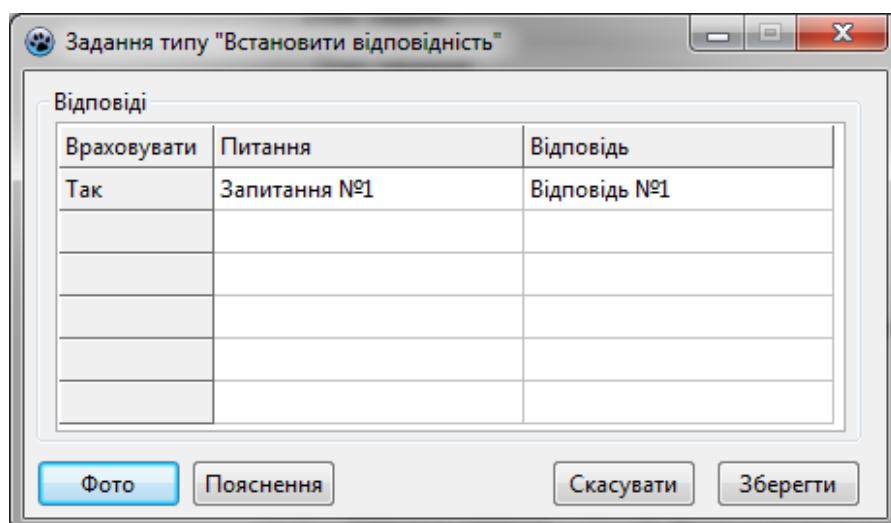 Задання типу "Встановити відповідність"
Відповіді
Враховувати Питання Відповідь
Так Запитання №1 Відповідь №1
Фото Пояснення Скасувати Зберегти